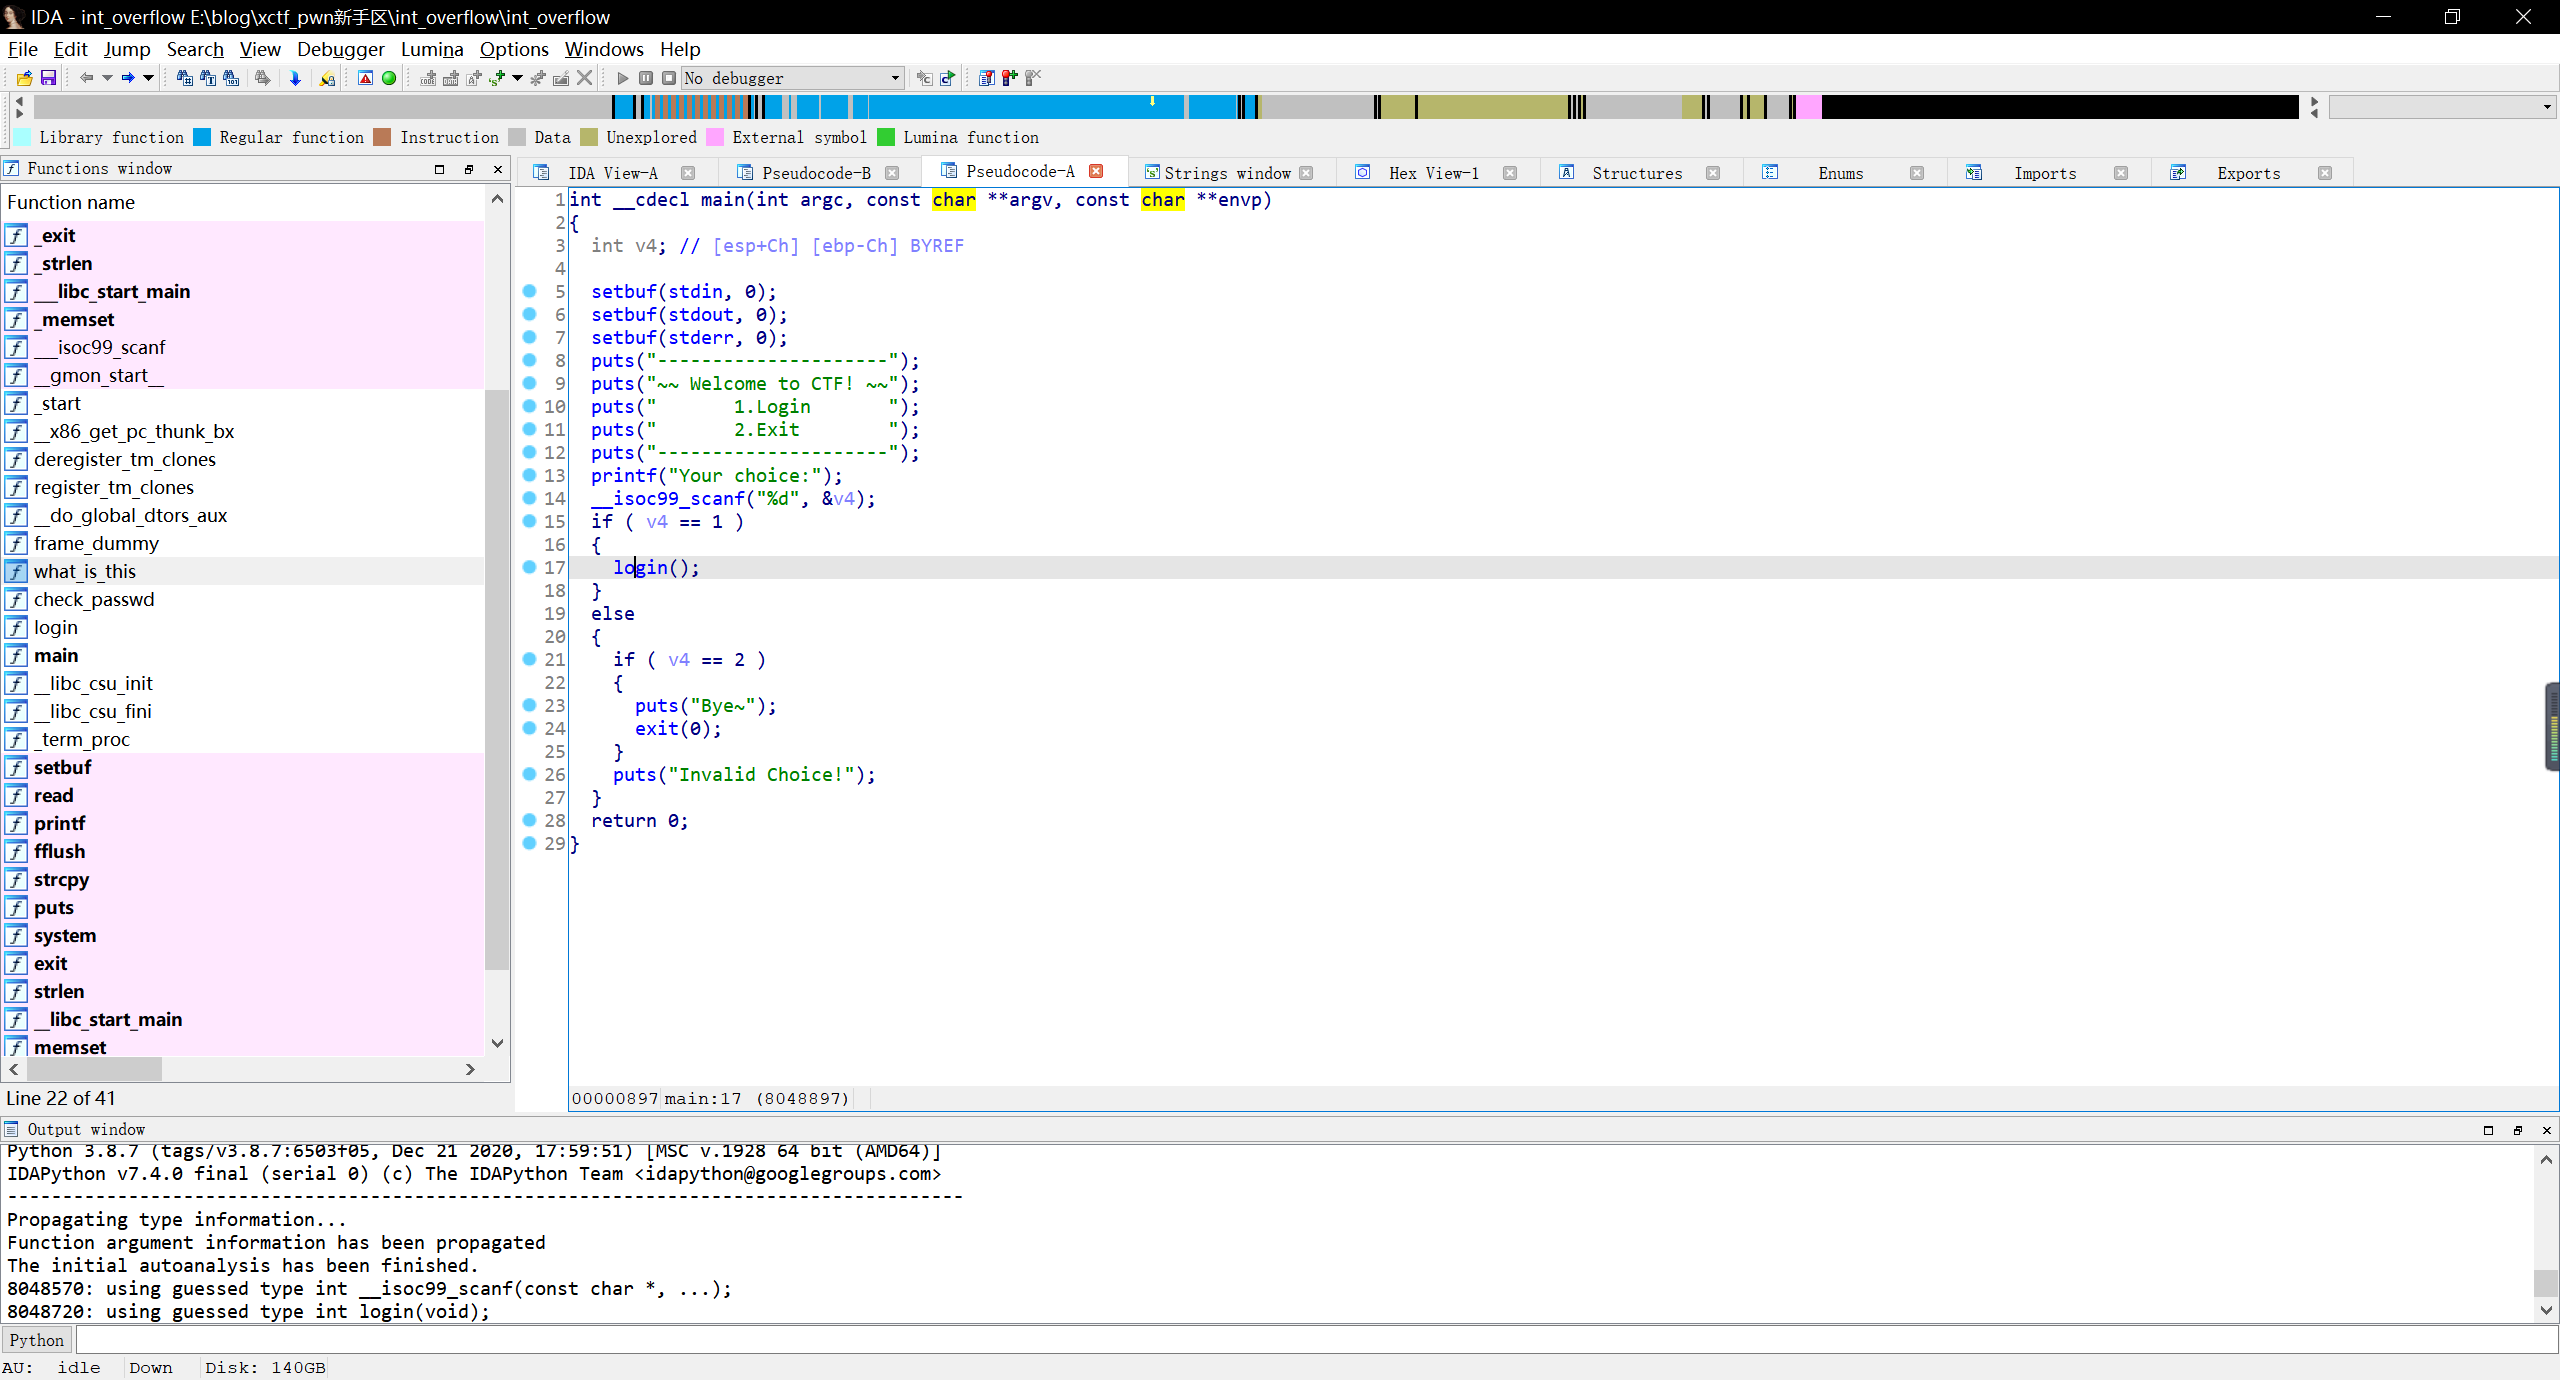 IDA - int_overflow E:\blog\xctf_pwn新手区\int_overflow\int_overflow
File Edit Jump Search View Debugger Lumina Options Windows Help
No debugger
Library function Regular function Instruction Data Unexplored External symbol Lumina function
Functions window
IDA View-A Pseudocode-B Pseudocode-A Strings window Hex View-1 Structures Enums Imports Exports
Function name
_exit
_strlen
__libc_start_main
_memset
__isoc99_scanf
__gmon_start__
_start
__x86_get_pc_thunk_bx
deregister_tm_clones
register_tm_clones
__do_global_dtors_aux
frame_dummy
what_is_this
check_passwd
login
main
__libc_csu_init
__libc_csu_fini
_term_proc
setbuf
read
printf
fflush
strcpy
puts
system
exit
strlen
__libc_start_main
memset
Line 22 of 41
1 int __cdecl main(int argc, const char **argv, const char **envp)
2 {
3   int v4; // [esp+Ch] [ebp-Ch] BYREF
4
5   setbuf(stdin, 0);
6   setbuf(stdout, 0);
7   setbuf(stderr, 0);
8   puts("---------------------");
9   puts("~~ Welcome to CTF! ~~");
10   puts("       1.Login       ");
11   puts("       2.Exit        ");
12   puts("---------------------");
13   printf("Your choice:");
14   __isoc99_scanf("%d", &v4);
15   if ( v4 == 1 )
16   {
17     login();
18   }
19   else
20   {
21     if ( v4 == 2 )
22     {
23       puts("Bye~");
24       exit(0);
25     }
26     puts("Invalid Choice!");
27   }
28   return 0;
29 }
00000897 main:17 (8048897)
Output window
Python 3.8.7 (tags/v3.8.7:6503f05, Dec 21 2020, 17:59:51) [MSC v.1928 64 bit (AMD64)]
IDAPython v7.4.0 final (serial 0) (c) The IDAPython Team <idapython@googlegroups.com>
---------------------------------------------------------------------------------------
Propagating type information...
Function argument information has been propagated
The initial autoanalysis has been finished.
8048570: using guessed type int __isoc99_scanf(const char *, ...);
8048720: using guessed type int login(void);
Python
AU: idle Down Disk: 140GB